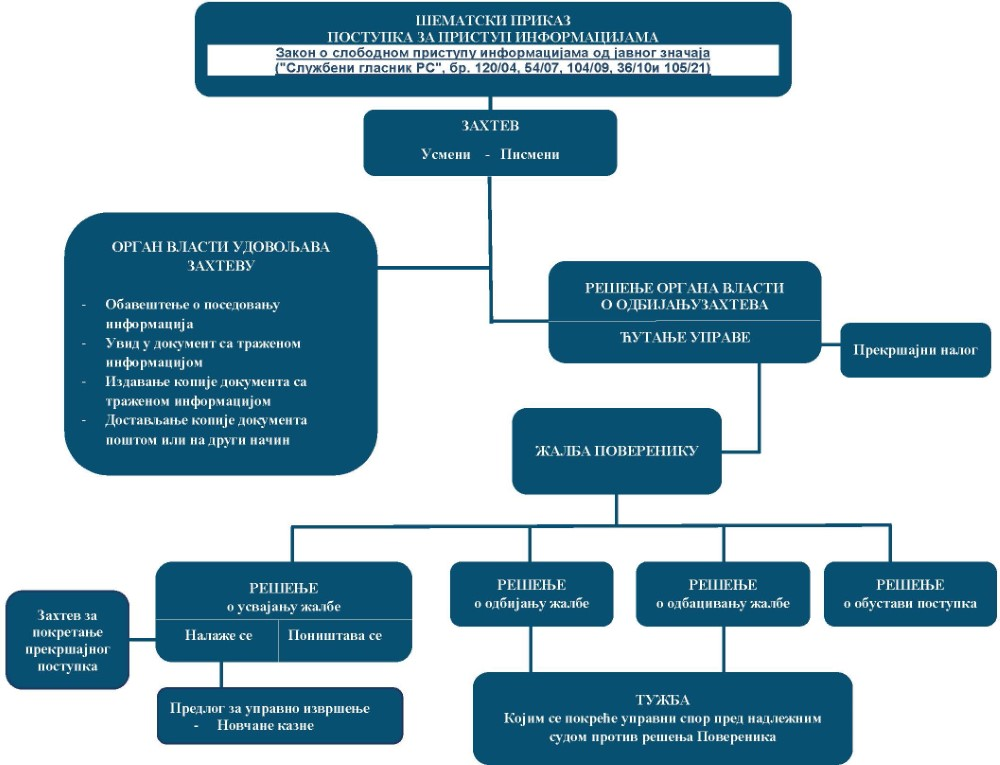 ШЕМАТСКИ ПРИКАЗ
ПОСТУПКА ЗА ПРИСТУП ИНФОРМАЦИЈАМА
Закон о слободном приступу информацијама од јавног значаја
("Службени гласник РС", бр. 120/04, 54/07, 104/09, 36/10и 105/21)
ЗАХТЕВ
Усмени - Писмени
ОРГАН ВЛАСТИ УДОВОЉАВА
ЗАХТЕВУ
- Обавештење о поседовању
информација
- Увид у документ са траженом
информацијом
- Издавање копије документа са
траженом информацијом
- Достављање копије документа
поштом или на други начин
РЕШЕЊЕ ОРГАНА ВЛАСТИ
О ОДБИЈАЊУЗАХТЕВА
ЋУТАЊЕ УПРАВЕ
Прекршајни налог
ЖАЛБА ПОВЕРЕНИКУ
РЕШЕЊЕ
о усвајању жалбе
Налаже се Поништава се
РЕШЕЊЕ
о одбијању жалбе
РЕШЕЊЕ
о одбацивању жалбе
РЕШЕЊЕ
о обустави поступка
Захтев за
покретање
прекршајног
поступка
Предлог за управно извршење
- Новчане казне
ТУЖБА
Којим се покреће управни спор пред надлежним
судом против решења Повереника